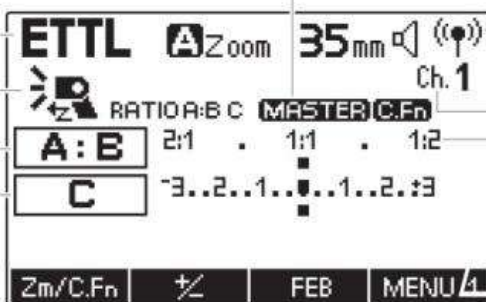 ETTL A Zoom 35mm
Ch. 1
Z RATIO A:B C MASTER C.Fn
A : B 2:1 . 1:1 . 1:2
C -3..2..1..0..1..2.:±3
Zm/C.Fn +/- FEB MENU 1